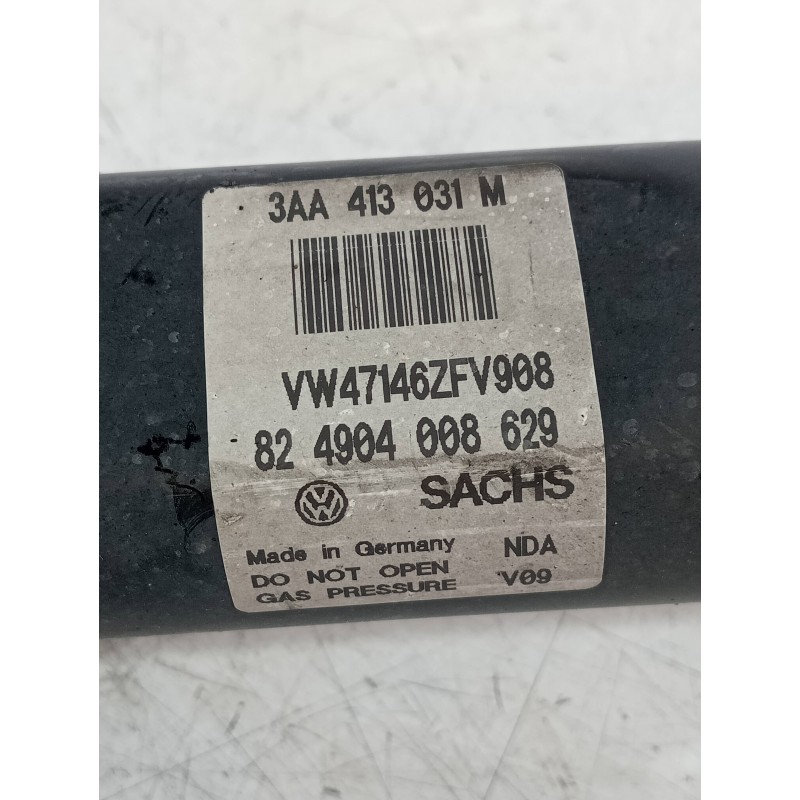 3AA 413 031 M
VW47146ZFV908
82 4904 008 629
SACHS
Made in Germany NDA
DO NOT OPEN
GAS PRESSURE V09